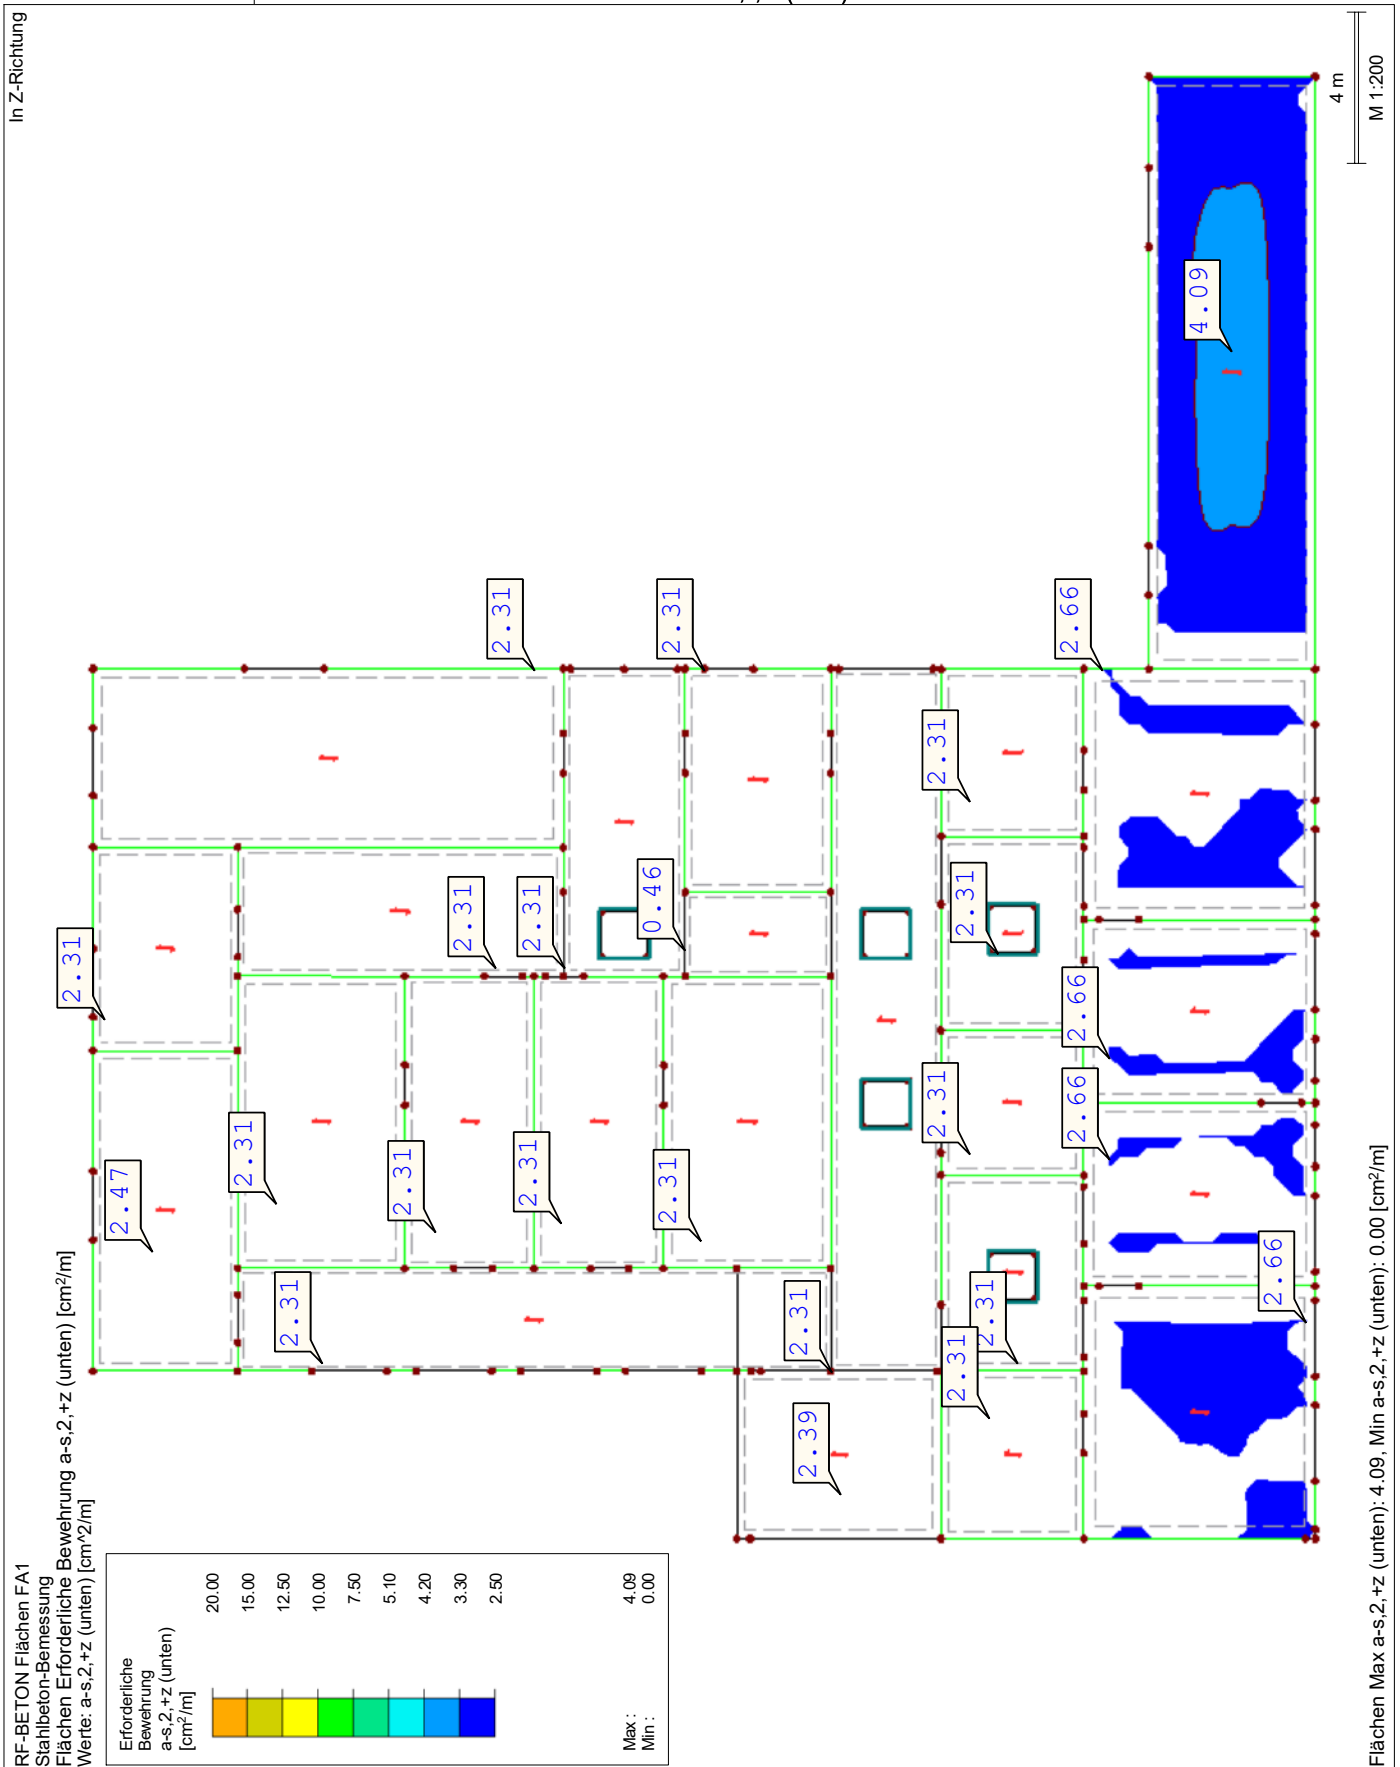 In Z-Richtung
RF-BETON Flächen FA1
Stahlbeton-Bemessung
Flächen Erforderliche Bewehrung a-s,2,+z (unten) [cm²/m]
Werte: a-s,2,+z (unten) [cm^2/m]
Erforderliche
Bewehrung
a-s,2,+z (unten)
[cm²/m]
20.00
15.00
12.50
10.00
7.50
5.10
4.20
3.30
2.50
Max : 4.09
Min : 0.00
2.31
2.47
2.31
2.31
2.31
2.31
2.31
2.31
2.31
2.31
2.31
0.46
2.31
2.39
2.31
2.31
2.31
2.31
2.31
2.66
2.66
2.66
2.66
4.09
4 m
M 1:200
Flächen Max a-s,2,+z (unten): 4.09, Min a-s,2,+z (unten): 0.00 [cm²/m]